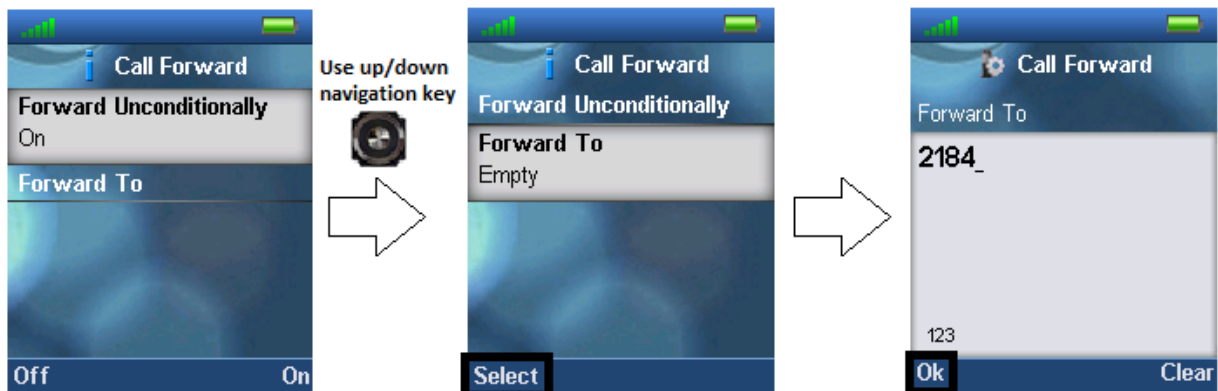 Call Forward
Forward Unconditionally
On
Forward To
Off On
Use up/down
navigation key
Call Forward
Forward Unconditionally
Forward To
Empty
Select
Call Forward
Forward To
2184_
123
Ok Clear